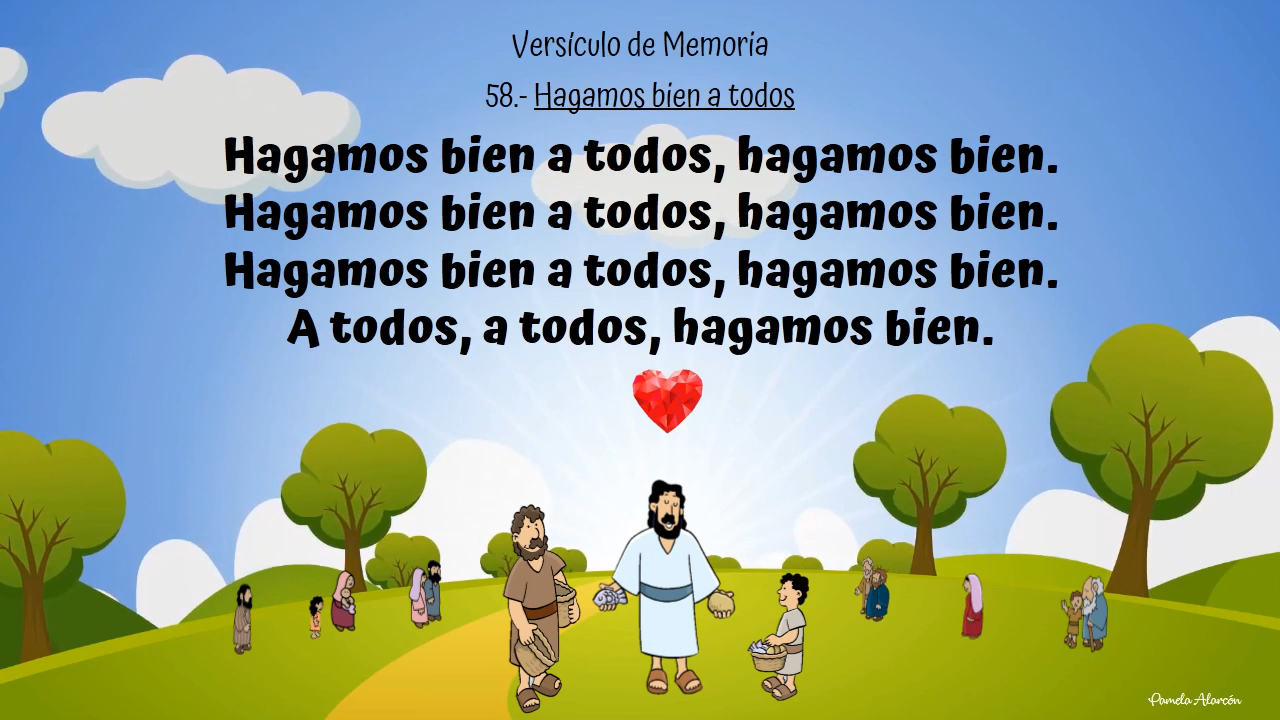 Versículo de Memoria
58.- Hagamos bien a todos
Hagamos bien a todos, hagamos bien.
Hagamos bien a todos, hagamos bien.
Hagamos bien a todos, hagamos bien.
A todos, a todos, hagamos bien.
Pamela Alarcón